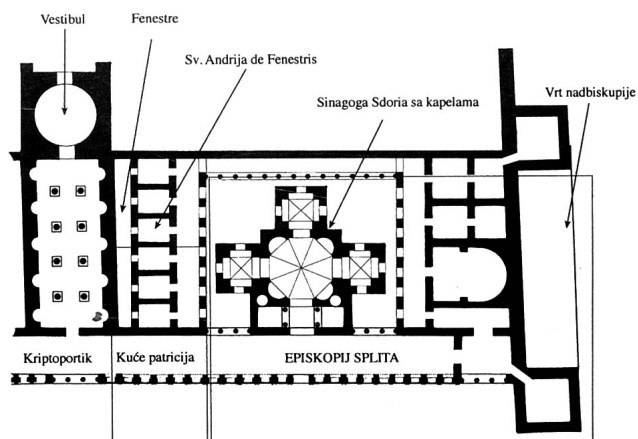 Vestibul
Fenestre
Sv. Andrija de Fenestris
Sinagoga Sdoria sa kapelama
Vrt nadbiskupije
Kriptoportik
Kuće patricija
EPISKOPIJ SPLITA